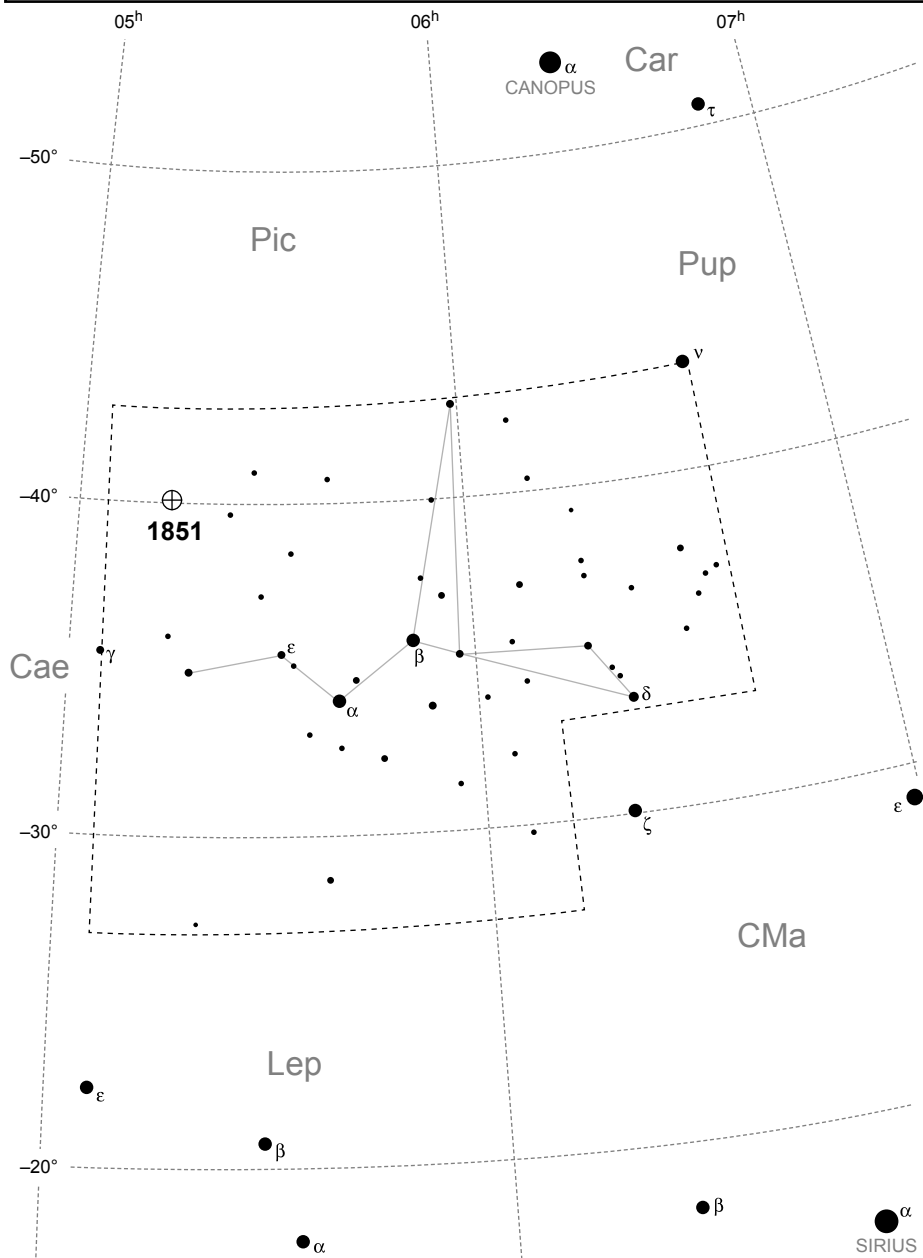 05h 06h 07h
α Car
CANOPUS
τ
–50°
Pic
Pup
ν
–40°
1851
ε
γ
Cae
β
α
δ
–30°
ε
ζ
CMa
Lep
ε
β
–20°
β
α
α
SIRIUS